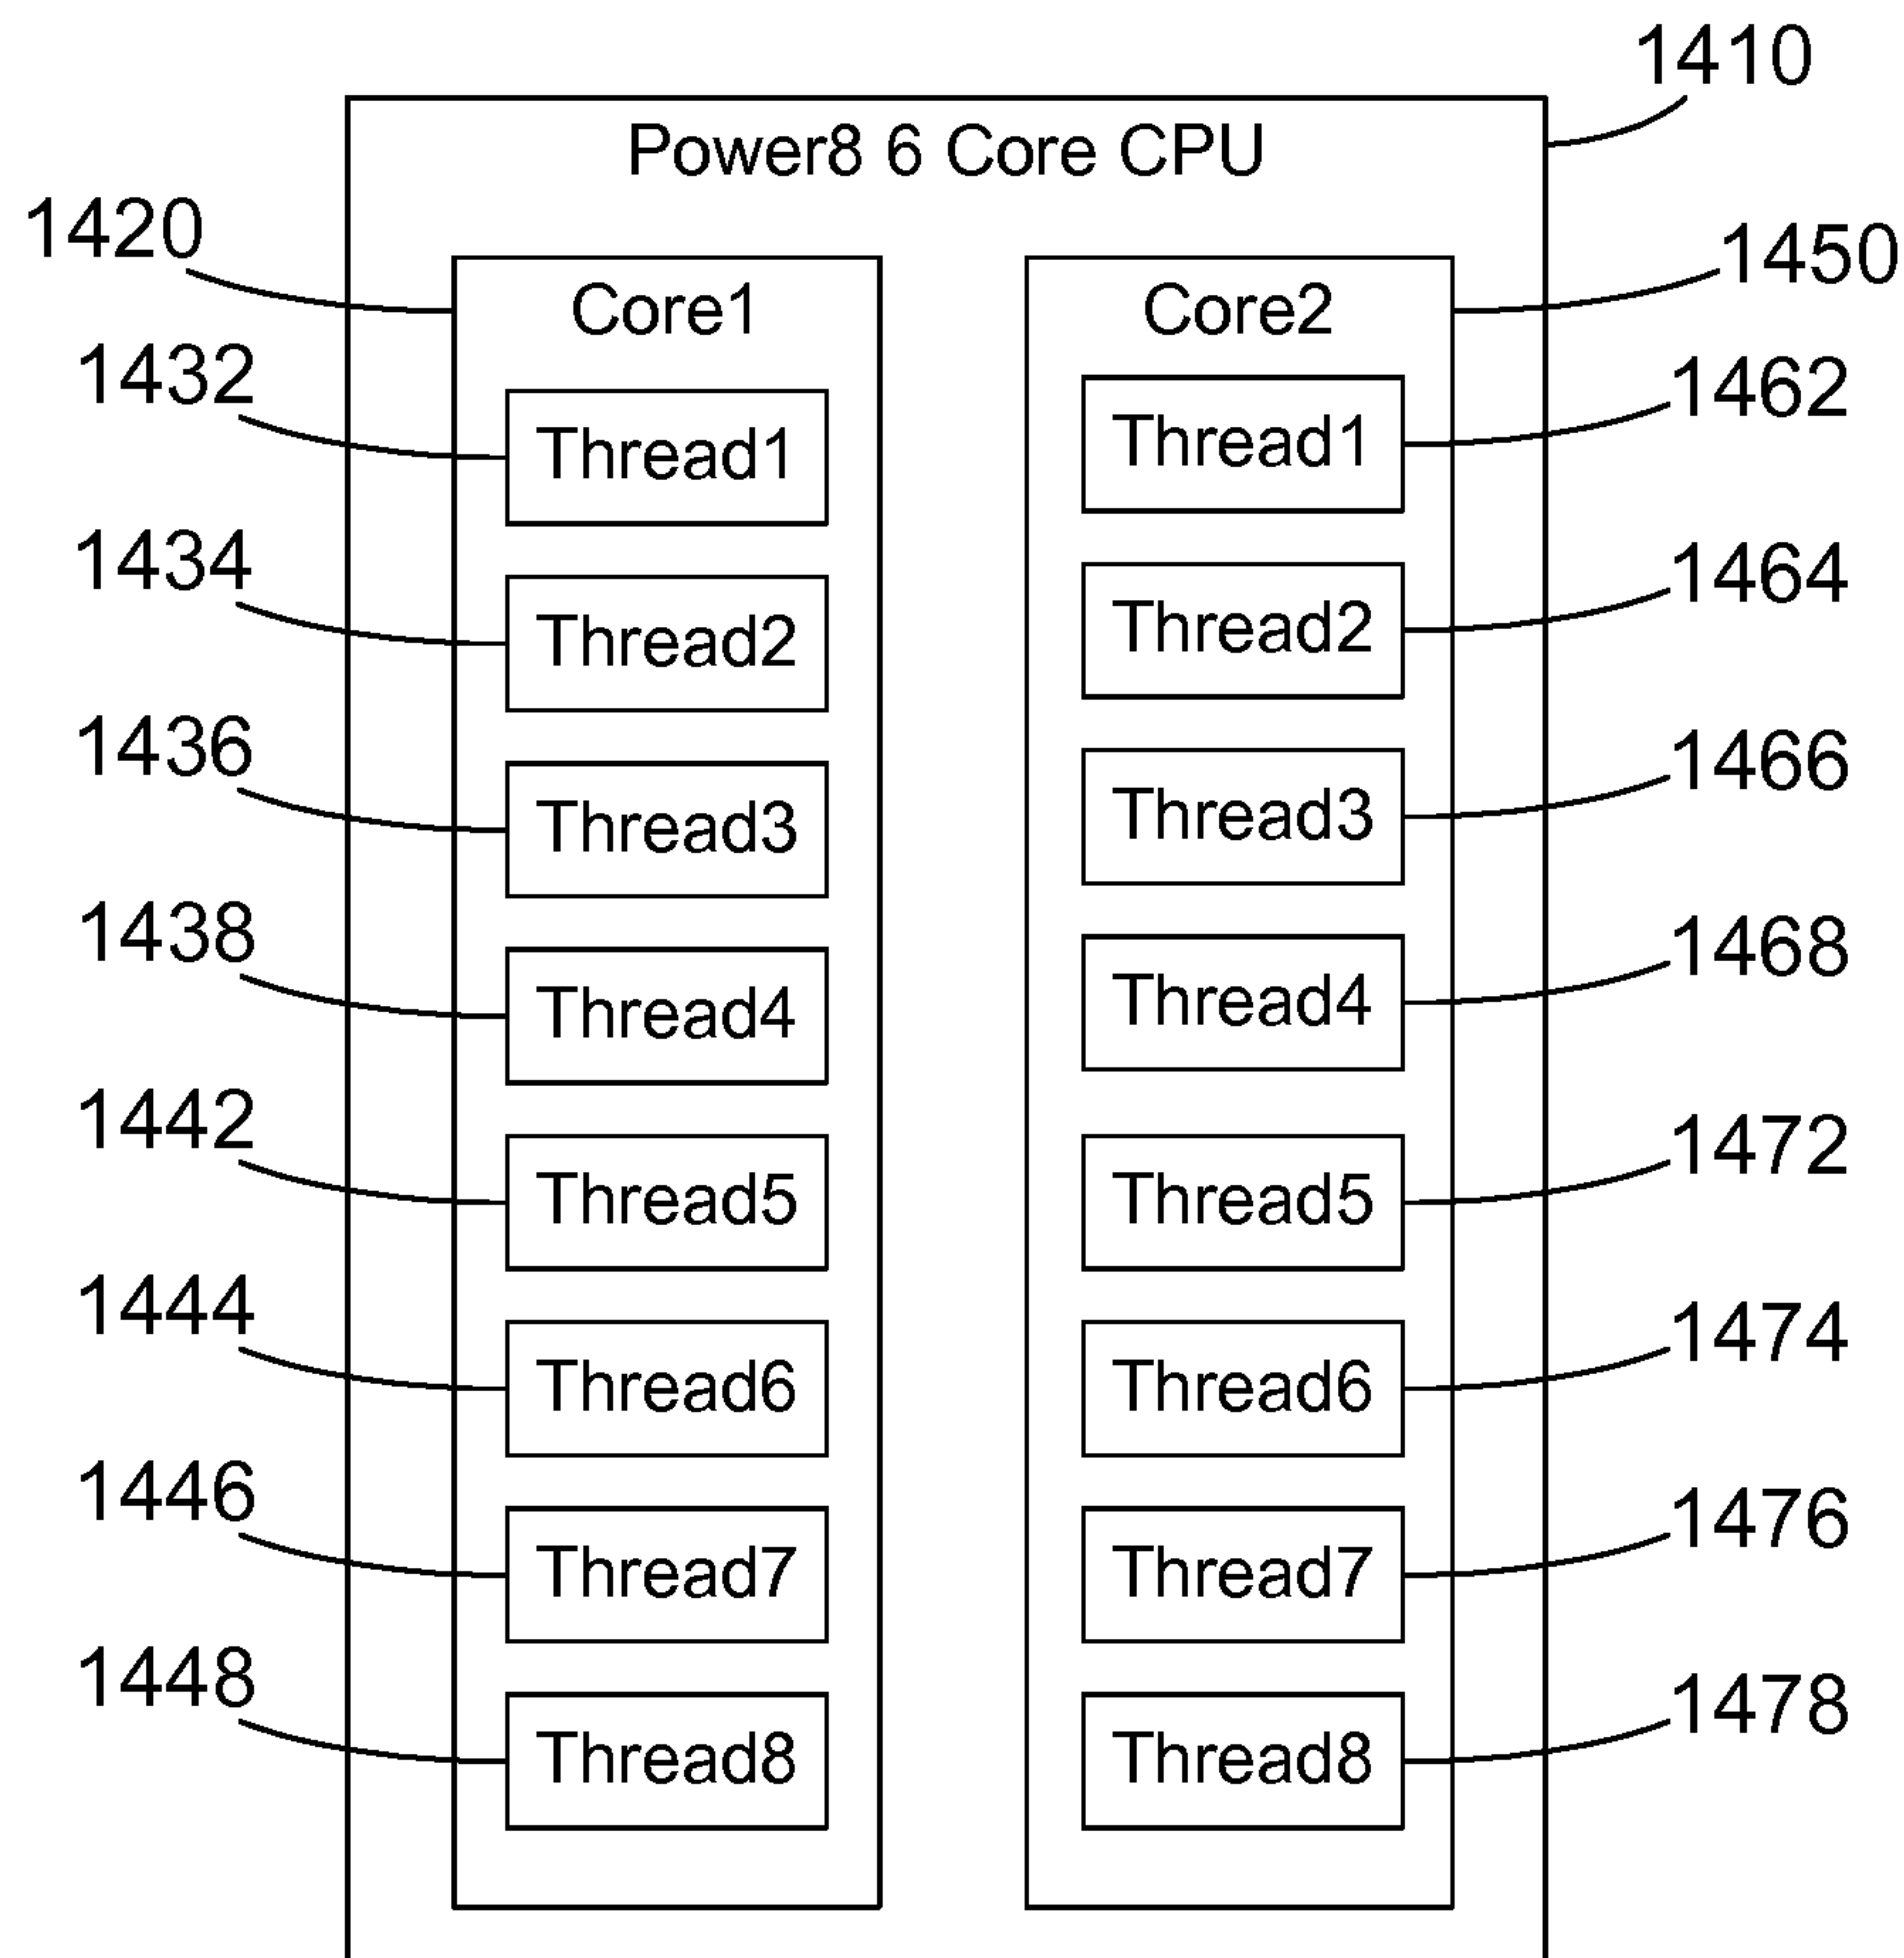 1410
Power8 6 Core CPU
1420
1450
Core1
Core2
1432
Thread1
Thread1
1462
1434
Thread2
Thread2
1464
1436
Thread3
Thread3
1466
1438
Thread4
Thread4
1468
1442
Thread5
Thread5
1472
1444
Thread6
Thread6
1474
1446
Thread7
Thread7
1476
1448
Thread8
Thread8
1478